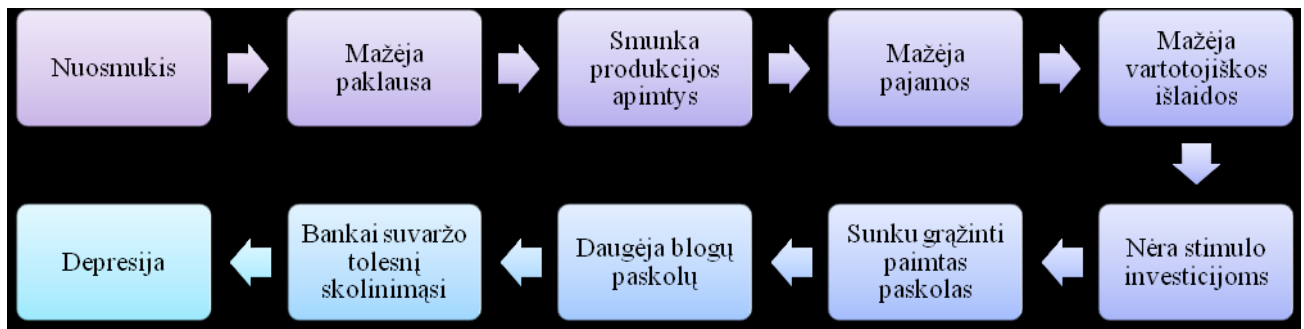 Nuosmukis
Mažėja
paklausa
Smunka
produkcijos
apimtys
Mažėja
pajamos
Mažėja
vartotojiškos
išlaidos
Nėra stimulo
investicijoms
Sunku grąžinti
paimtas
paskolas
Daugėja blogų
paskolų
Bankai suvaržo
tolesnį
skolinimąsi
Depresija